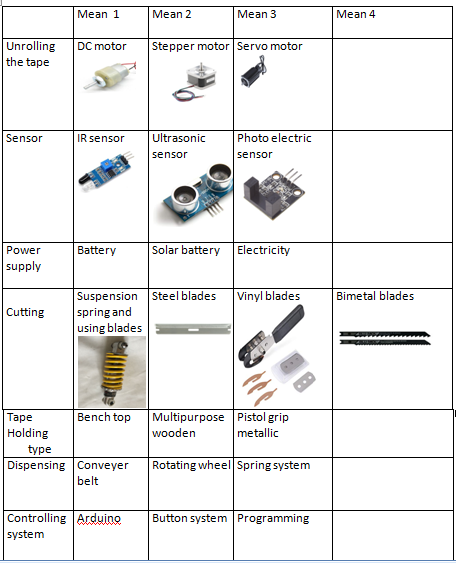 Mean 1 Mean 2 Mean 3 Mean 4
Unrolling the tape DC motor Stepper motor Servo motor
Sensor IR sensor Ultrasonic sensor Photo electric sensor
Power supply Battery Solar battery Electricity
Cutting Suspension spring and using blades Steel blades Vinyl blades Bimetal blades
Tape Holding type Bench top Multipurpose wooden Pistol grip metallic
Dispensing Conveyer belt Rotating wheel Spring system
Controlling system Arduino Button system Programming